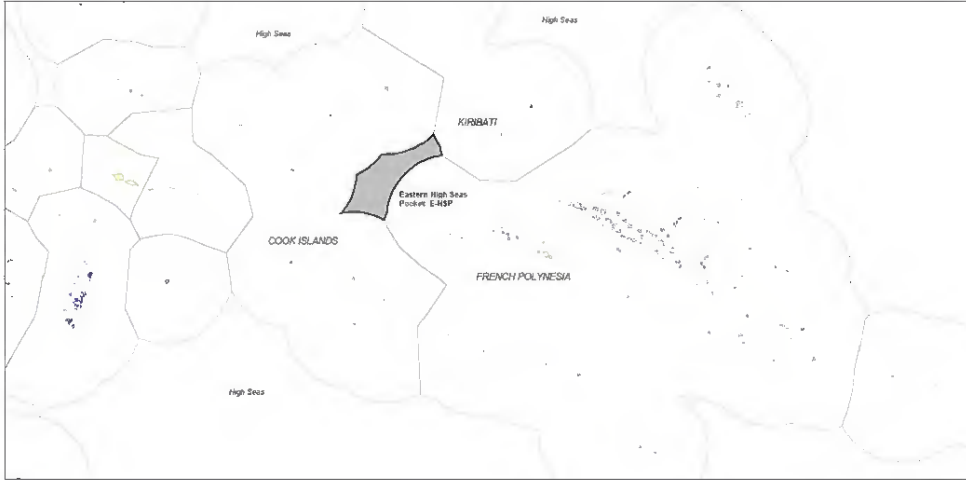 High Seas
High Seas
KIRIBATI
Eastern High Seas
Pocket: E-HSP
COOK ISLANDS
FRENCH POLYNESIA
High Seas